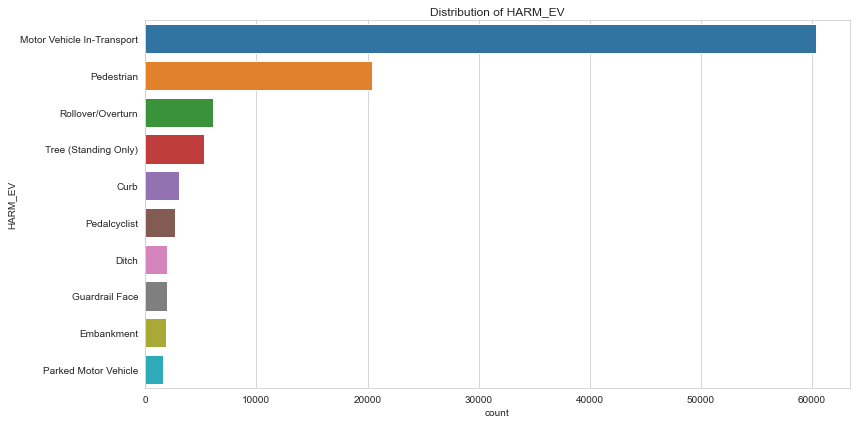 Distribution of HARM_EV
Motor Vehicle In-Transport
Pedestrian
Rollover/Overturn
Tree (Standing Only)
Curb
Pedalcyclist
Ditch
Guardrail Face
Embankment
Parked Motor Vehicle
HARM_EV
0 10000 20000 30000 40000 50000 60000
count